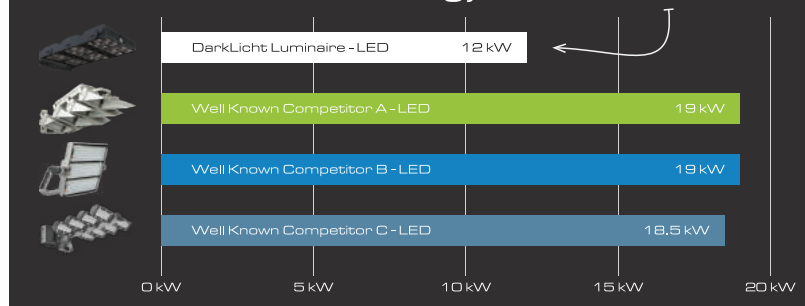 DarkLicht Luminaire - LED 12 kW
Well Known Competitor A - LED 19 kW
Well Known Competitor B - LED 19 kW
Well Known Competitor C - LED 18.5 kW
0 kW 5 kW 10 kW 15 kW 20 kW